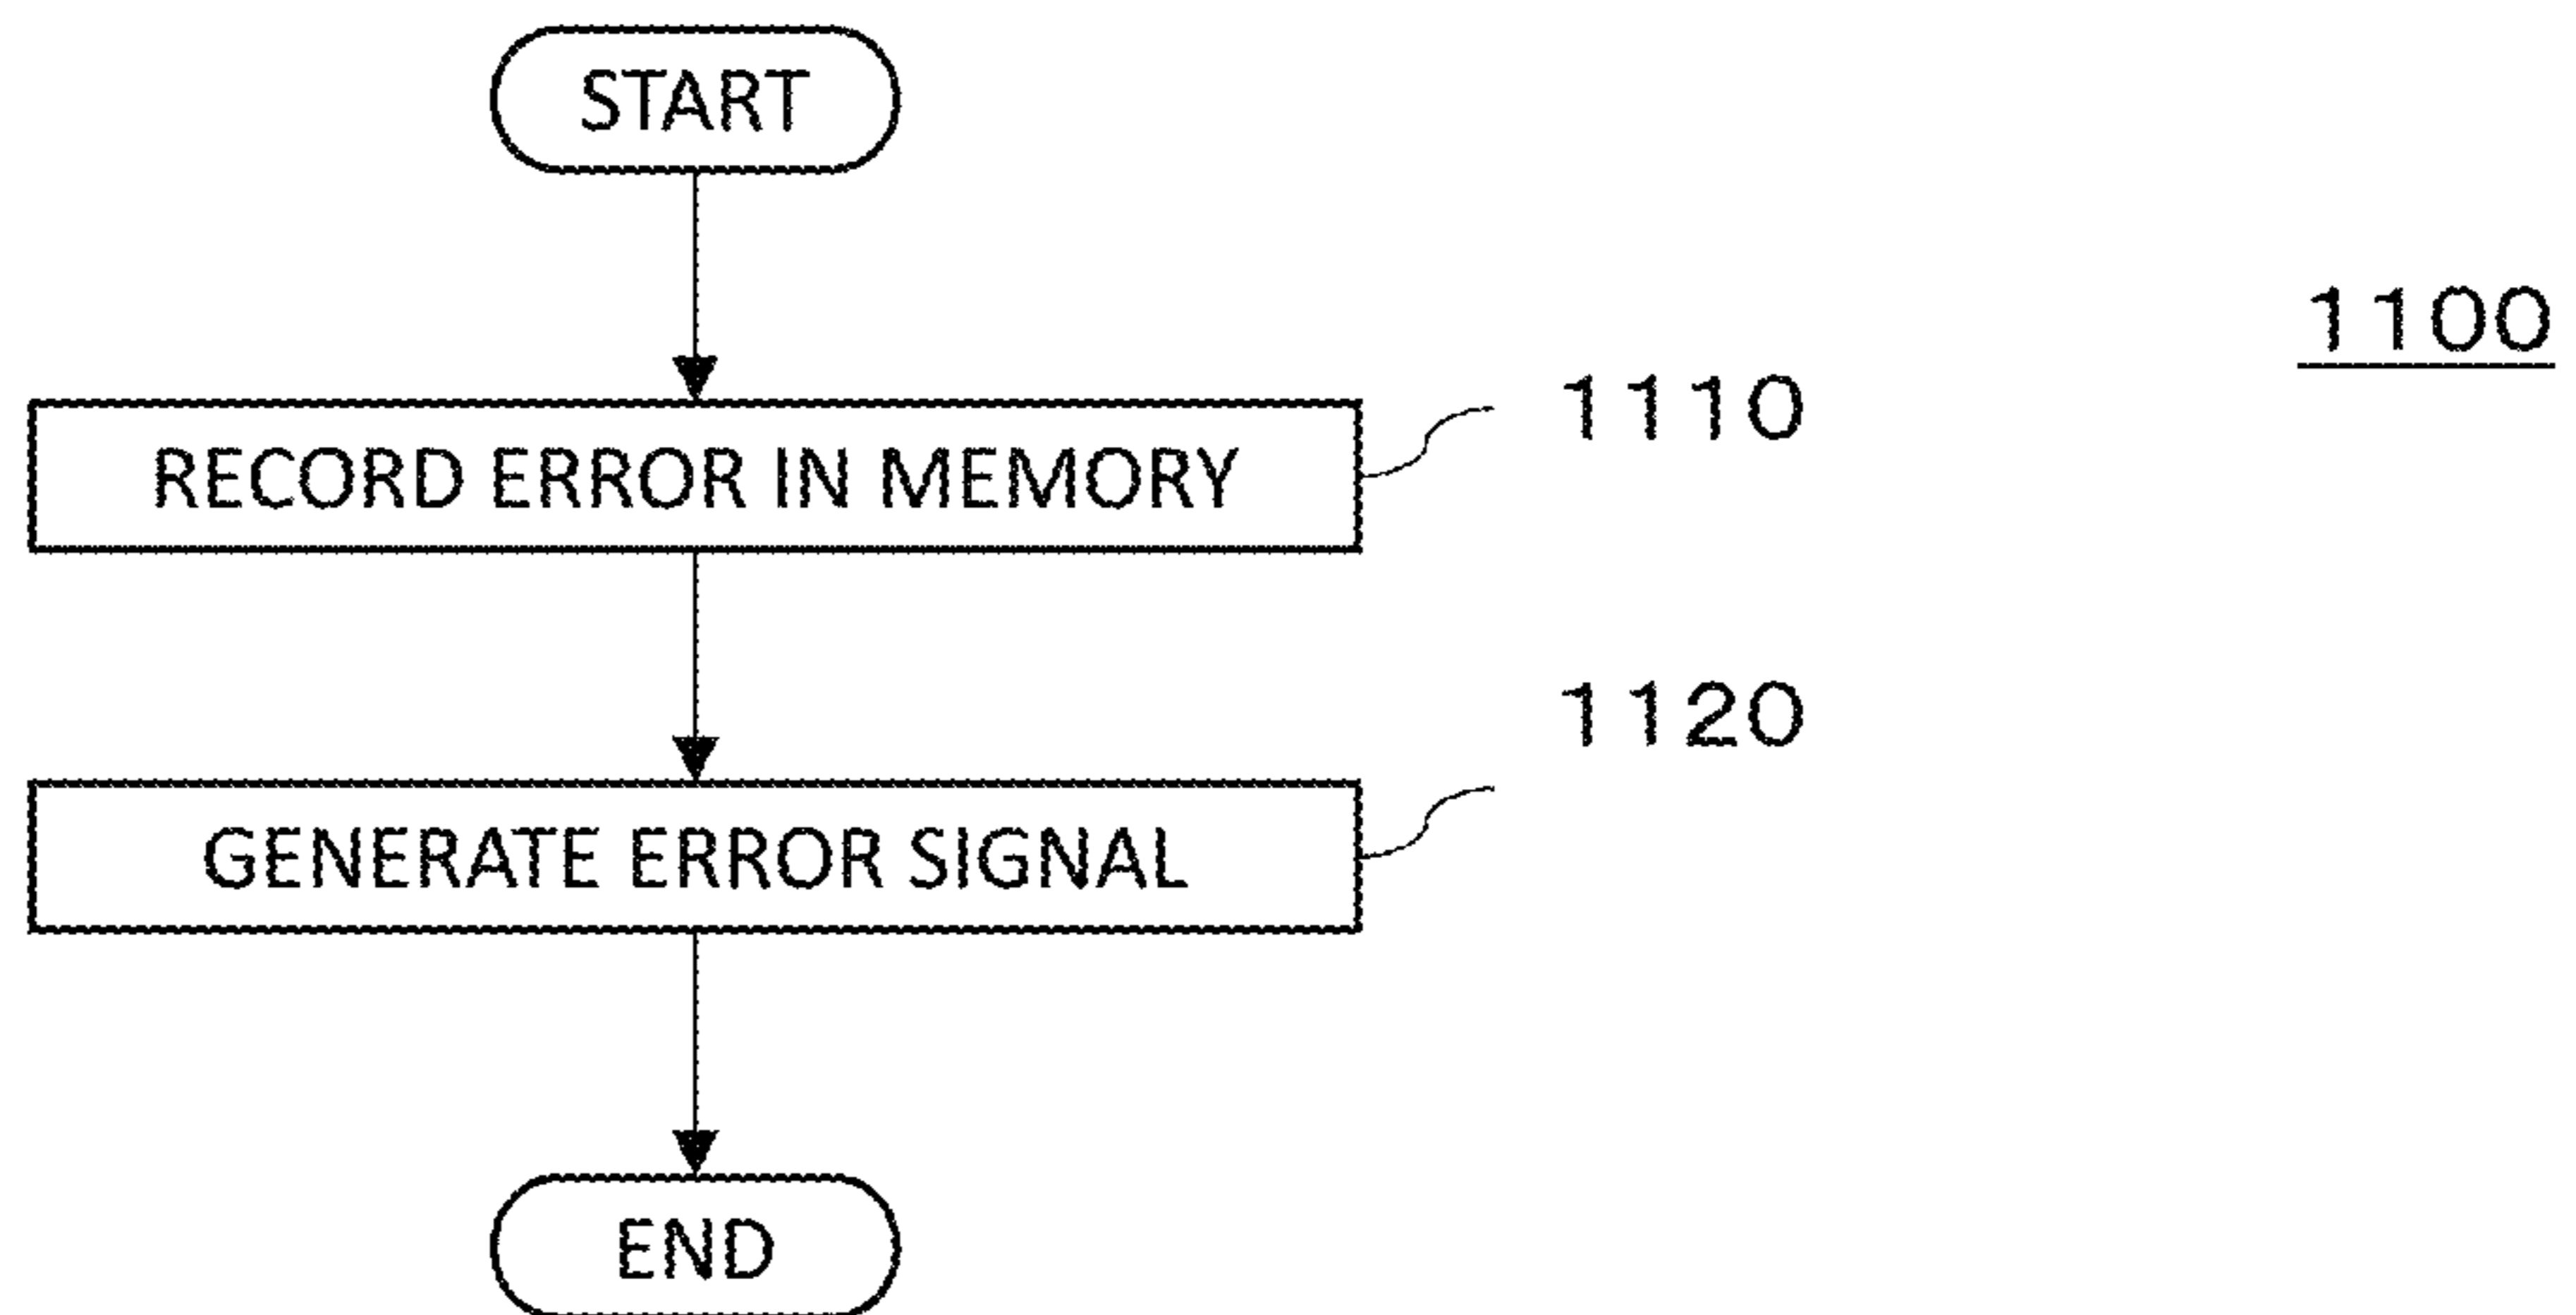 START
1100
RECORD ERROR IN MEMORY
1110
GENERATE ERROR SIGNAL
1120
END